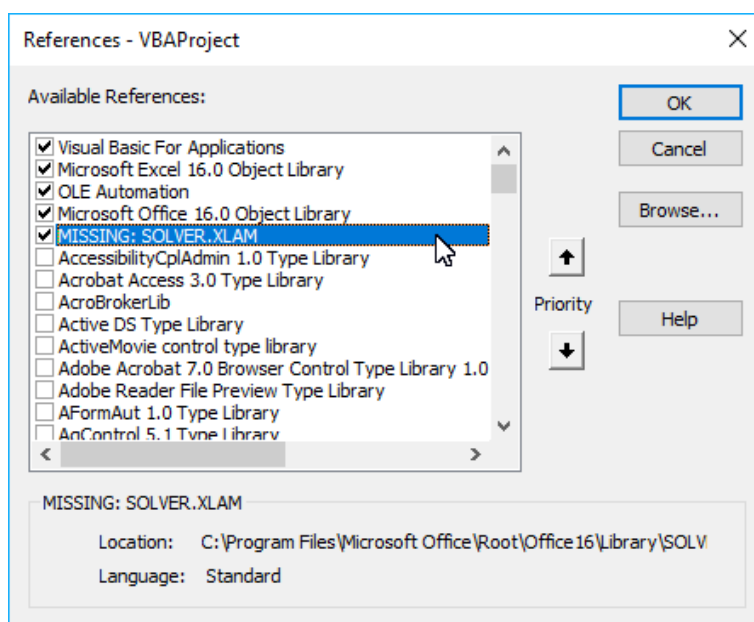 References - VBAProject
Available References:
OK
Visual Basic For Applications
Microsoft Excel 16.0 Object Library
OLE Automation
Microsoft Office 16.0 Object Library
MISSING: SOLVER.XLAM
AccessibilityCplAdmin 1.0 Type Library
Acrobat Access 3.0 Type Library
AcroBrokerLib
Active DS Type Library
ActiveMovie control type library
Adobe Acrobat 7.0 Browser Control Type Library 1.0
Adobe Reader File Preview Type Library
AFormAut 1.0 Type Library
AgControl 5.1 Type Library
Cancel
Browse...
Priority
Help
MISSING: SOLVER.XLAM
Location: C:\Program Files\Microsoft Office\Root\Office16\Library\SOLV
Language: Standard